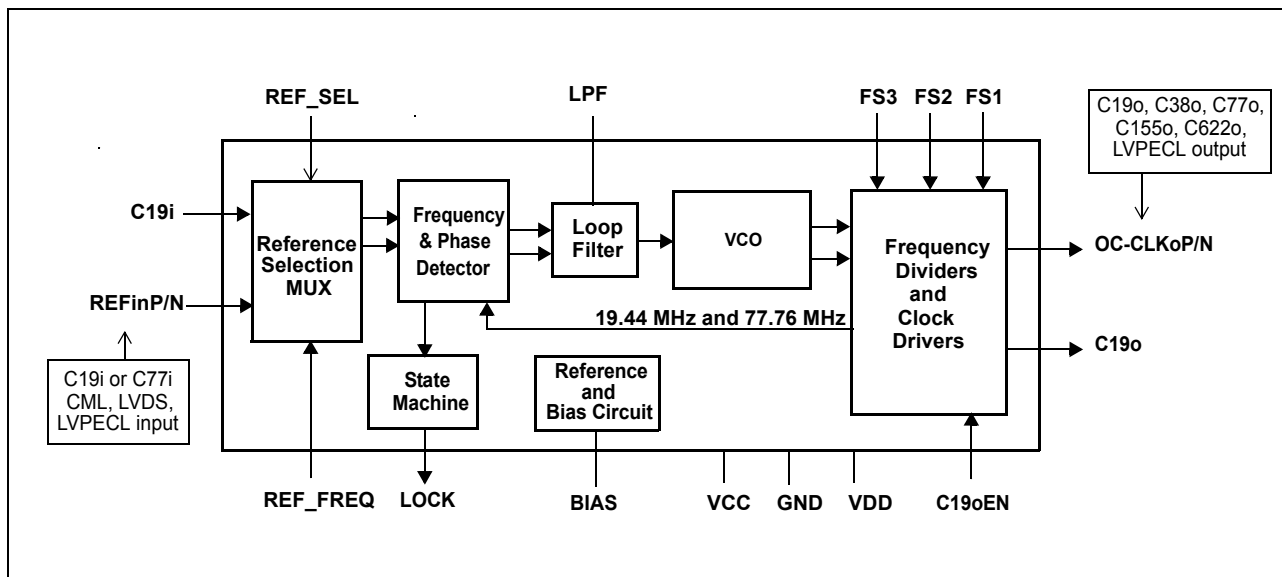 REF_SEL
LPF
FS3
FS2
FS1
C19o, C38o, C77o,
C155o, C622o,
LVPECL output
C19i
REFinP/N
C19i or C77i
CML, LVDS,
LVPECL input
Reference
Selection
MUX
Frequency
& Phase
Detector
Loop
Filter
VCO
Frequency
Dividers
and
Clock
Drivers
OC-CLKoP/N
C19o
19.44 MHz and 77.76 MHz
State
Machine
Reference
and
Bias Circuit
REF_FREQ
LOCK
BIAS
VCC
GND
VDD
C19oEN